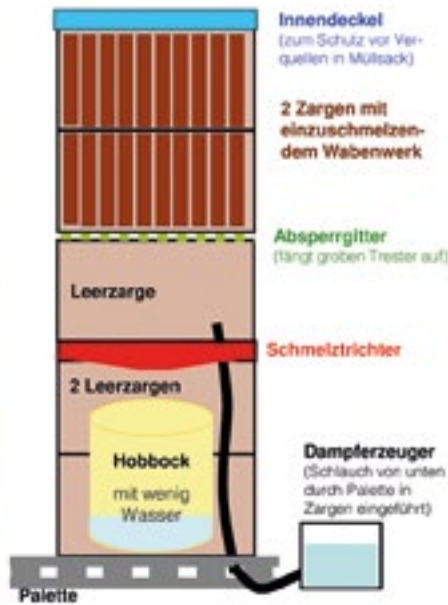 Innendeckel
(zum Schutz vor Ver-
quellen in Müllsack)
2 Zargen mit
einzuschmelzen-
dem Wabenwerk
Absperrgitter
(fängt groben Trester auf)
Leerzarge
Schmelztrichter
2 Leerzargen
Hobbock
mit wenig
Wasser
Dampferzeuger
(Schlauch von unten
durch Palette in
Zargen eingeführt)
Palette